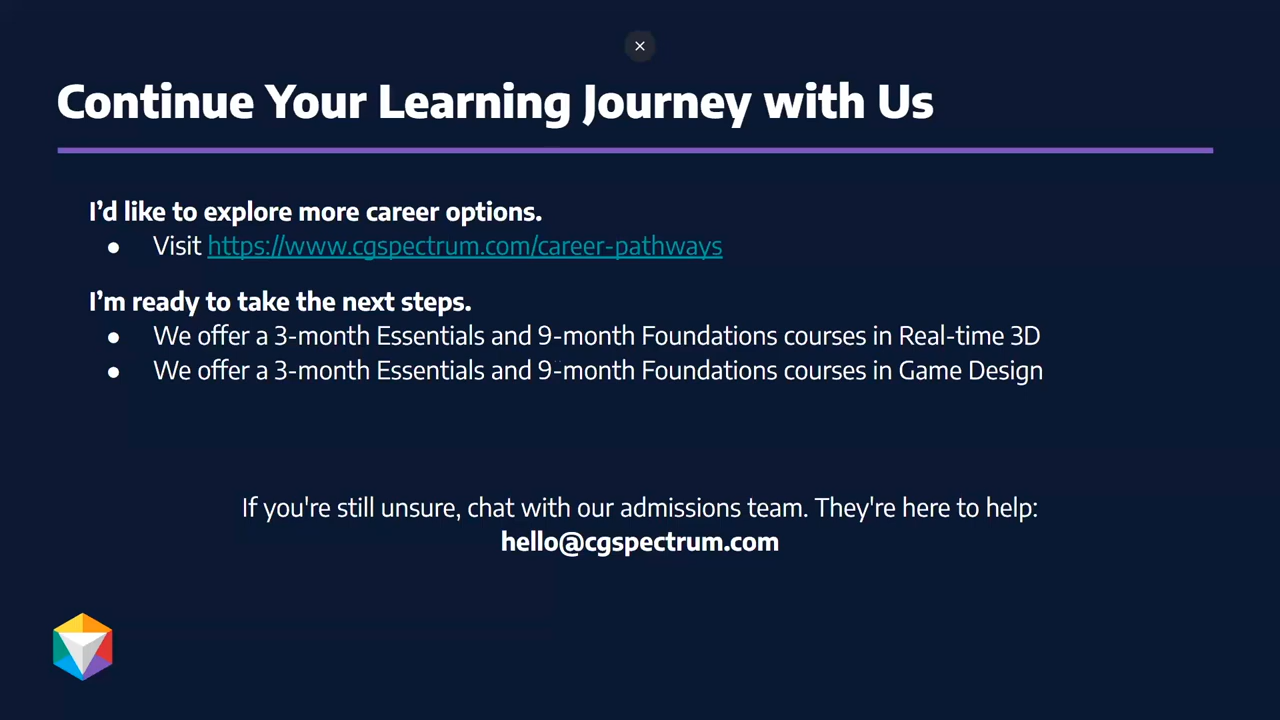 Continue Your Learning Journey with Us
I’d like to explore more career options.
● Visit https://www.cgspectrum.com/career-pathways
I’m ready to take the next steps.
● We offer a 3-month Essentials and 9-month Foundations courses in Real-time 3D
● We offer a 3-month Essentials and 9-month Foundations courses in Game Design
If you're still unsure, chat with our admissions team. They're here to help:
hello@cgspectrum.com